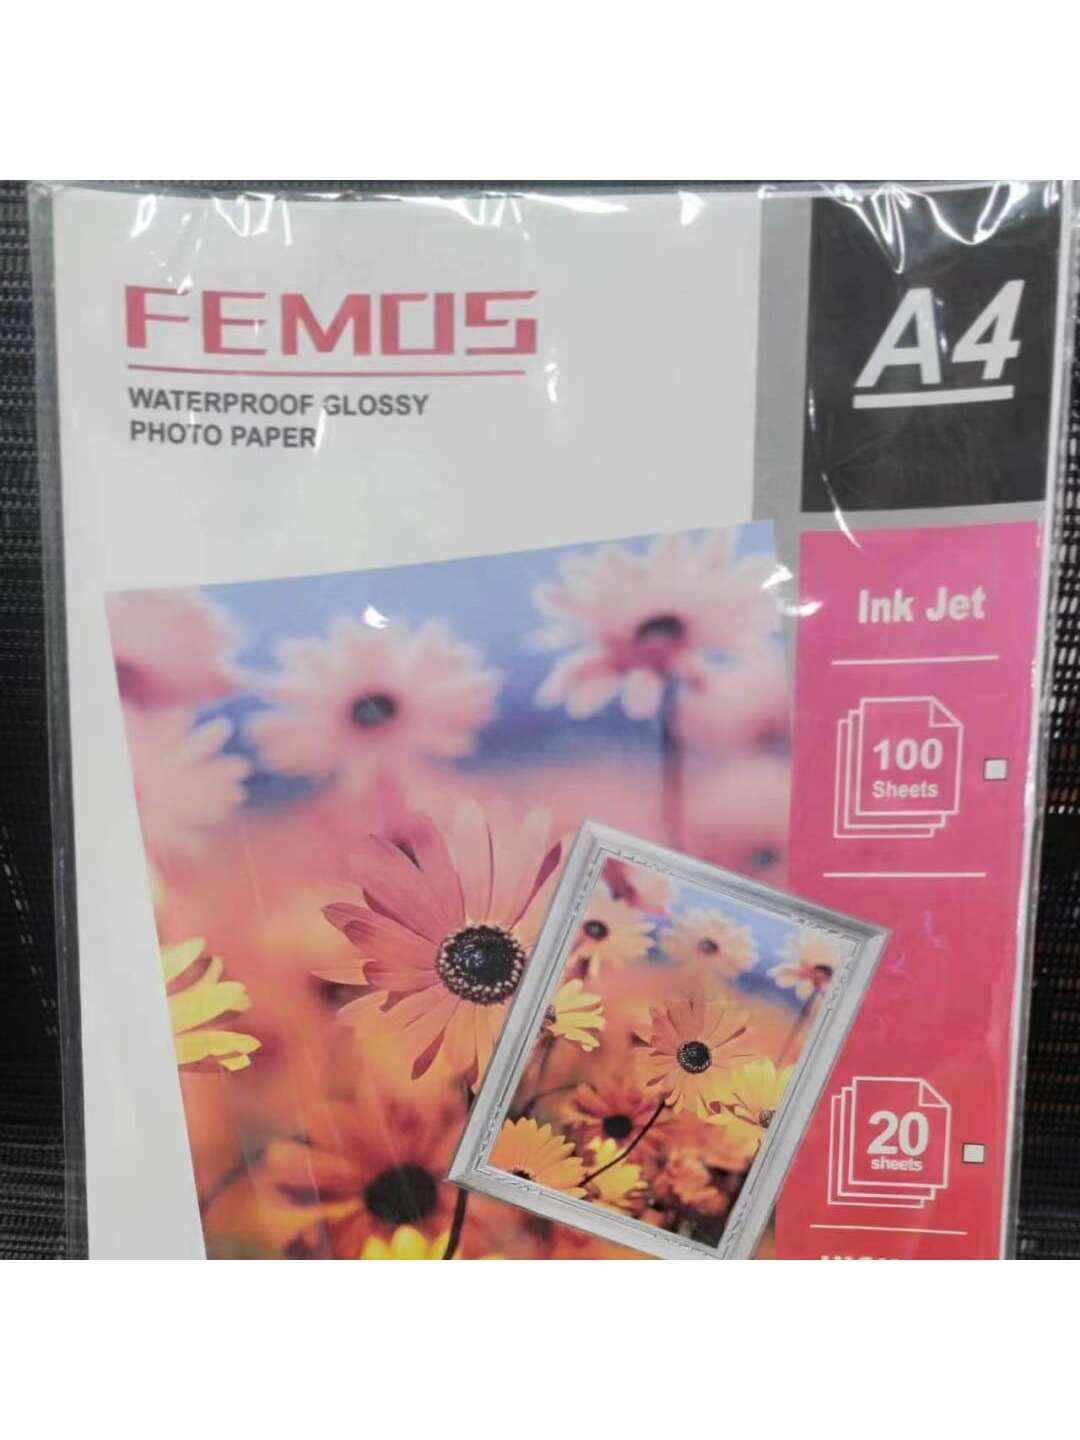 FEMOS
WATERPROOF GLOSSY
PHOTO PAPER
A4
Ink Jet
100
Sheets
20
sheets